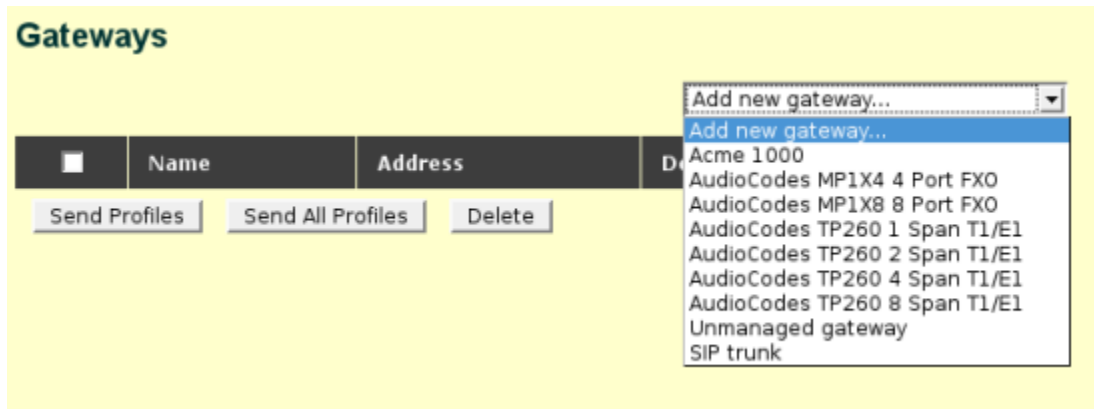 Gateways
Add new gateway...
Add new gateway...
Name Address
Acme 1000
AudioCodes MP1X4 4 Port FXO
AudioCodes MP1X8 8 Port FXO
Send Profiles Send All Profiles Delete
AudioCodes TP260 1 Span T1/E1
AudioCodes TP260 2 Span T1/E1
AudioCodes TP260 4 Span T1/E1
AudioCodes TP260 8 Span T1/E1
Unmanaged gateway
SIP trunk